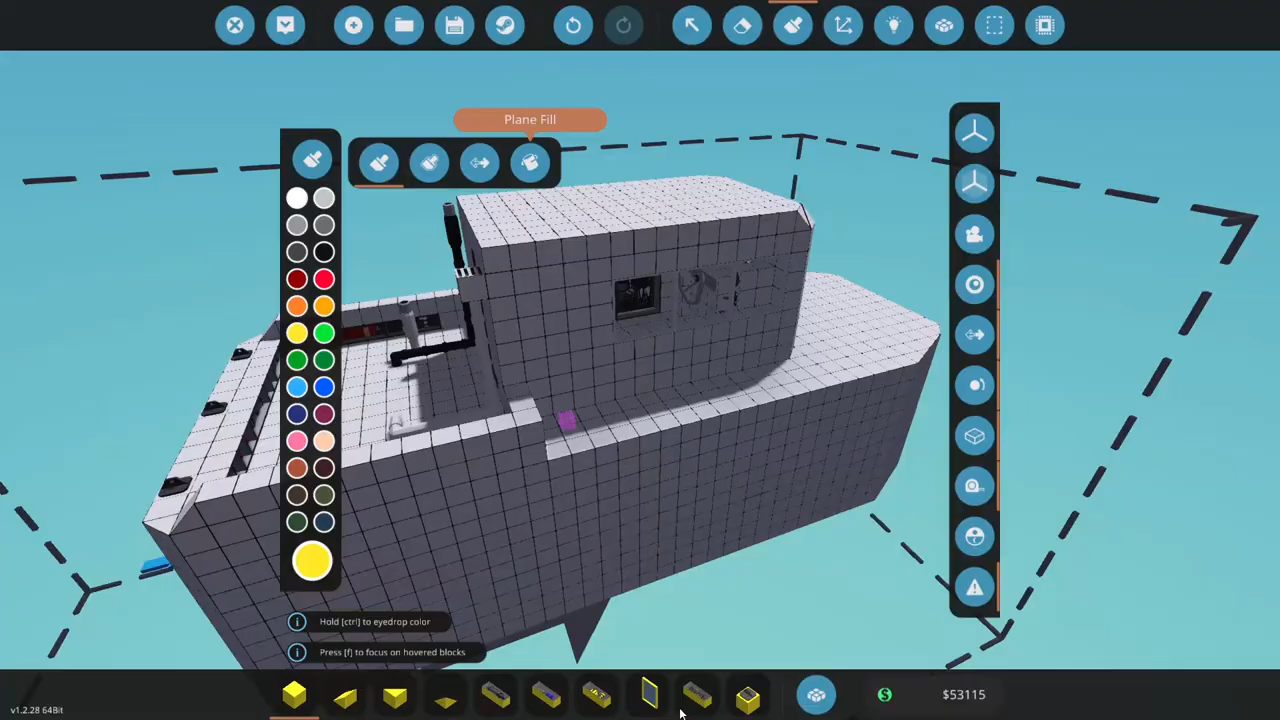 Plane Fill
Hold [ctrl] to eyedrop color
Press [f] to focus on hovered blocks
$53115
v1.2.28 64Bit